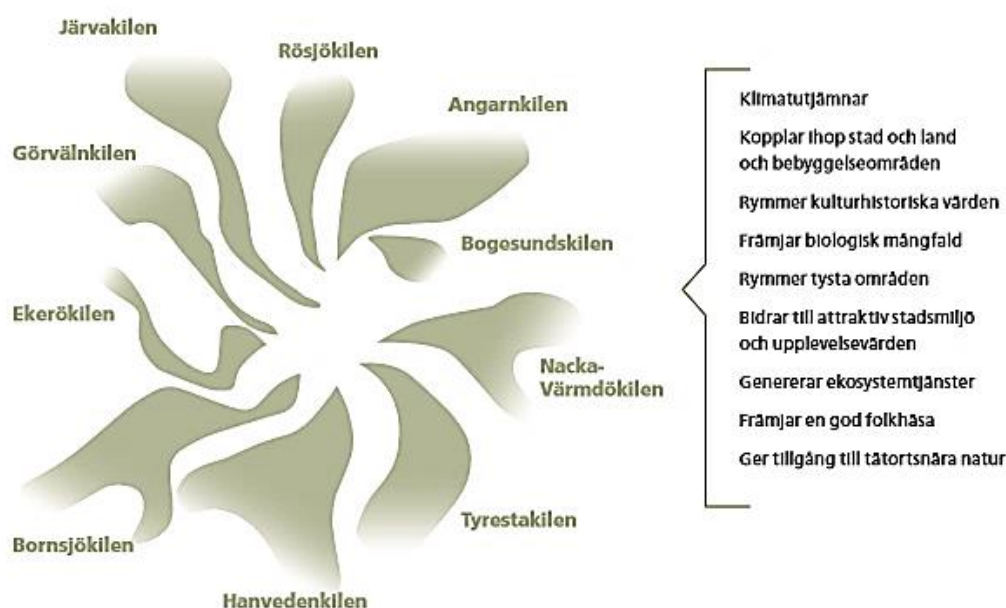 Järvakilen
Rösjökilen
Angarnkilen
Görvälnkilen
Bogesundskilen
Ekerökilen
Nacka-
Värmdökilen
Tyrestakilen
Bornsjökilen
Hanvedenkilen
Klimatutjämnar
Kopplar ihop stad och land
och bebyggelseområden
Rymmer kulturhistoriska värden
Främjar biologisk mångfald
Rymmer tysta områden
Bidrar till attraktiv stadsmiljö
och upplevelsevärden
Genererar ekosystemtjänster
Främjar en god folkhäsa
Ger tillgång till tätortsnära natur